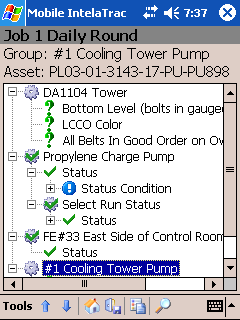 Mobile IntelaTrac 7:37
Job 1 Daily Round
Group: #1 Cooling Tower Pump
Asset: PL03-01-3143-17-PU-PU898
DA1104 Tower
Bottom Level (bolts in gauged
LCCO Color
All Belts In Good Order on Ov
Propylene Charge Pump
Status
Status Condition
Select Run Status
Status
FE#33 East Side of Control Room
Status
#1 Cooling Tower Pump
Tools